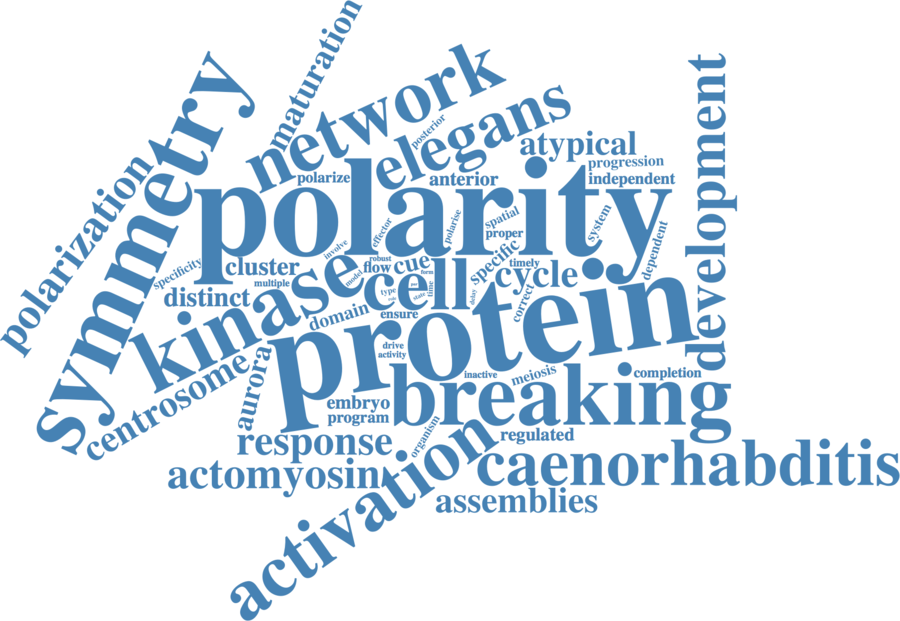 maturation
network
symmetry
elegans
posterior
development
atypical
polarization
progression
polarize
anterior
independent
polarity
polarise
spatial
effector
proper
system
dependent
involve
robust
specificity
cluster
kinase
flow
cue
form
specific
timely
cycle
multiple
model
cell
distinct
type
time
state
delay
correct
domain
ensure
protein
centrosome
aurora
drive
activity
inactive
meiosis
completion
embryo
breaking
program
organism
response
regulated
actomyosin
activation
caenorhabditis
assemblies